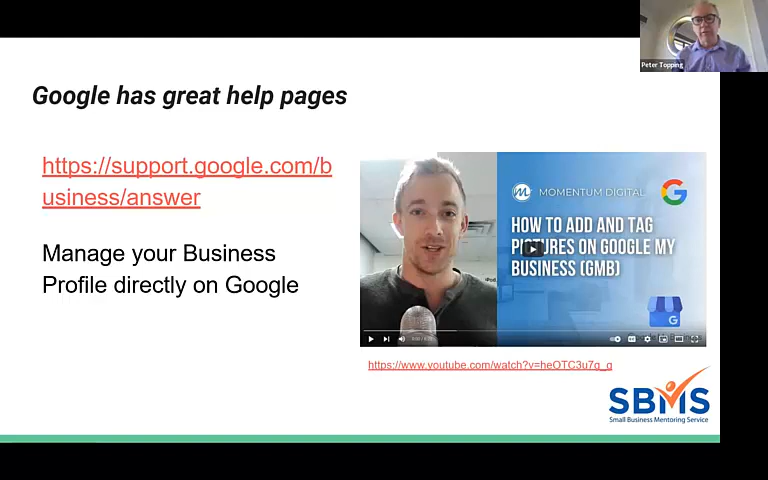 Peter Topping
Google has great help pages
https://support.google.com/b
usiness/answer
Manage your Business
Profile directly on Google
MOMENTUM DIGITAL
HOW TO ADD AND TAG
PICTURES ON GOOGLE MY
BUSINESS (GMB)
https://www.youtube.com/watch?v=heOTC3u7g_q
SBMS
Small Business Mentoring Service